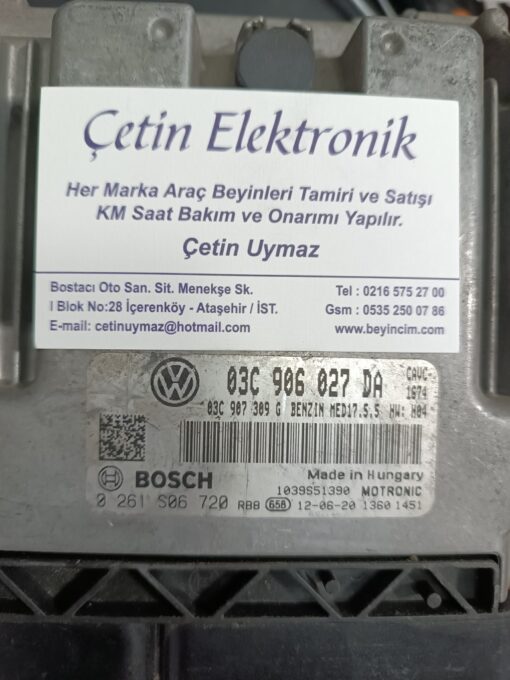 Çetin Elektronik
Her Marka Araç Beyinleri Tamiri ve Satışı
KM Saat Bakım ve Onarımı Yapılır.
Çetin Uymaz
Bostacı Oto San. Sit. Menekşe Sk.
I Blok No:28 İçerenköy - Ataşehir / İST.
E-mail: cetinuymaz@hotmail.com
Tel : 0216 575 27 00
Gsm : 0535 250 07 86
www.beyincim.com
03C 906 027 DA
CAVC-
1674
03C 907 309 G BENZIN MED17.5.5 HW: H04
BOSCH
Made in Hungary
1039S51390 MOTRONIC
0 261 S06 720 RBB 658 12-06-20 1360 1451